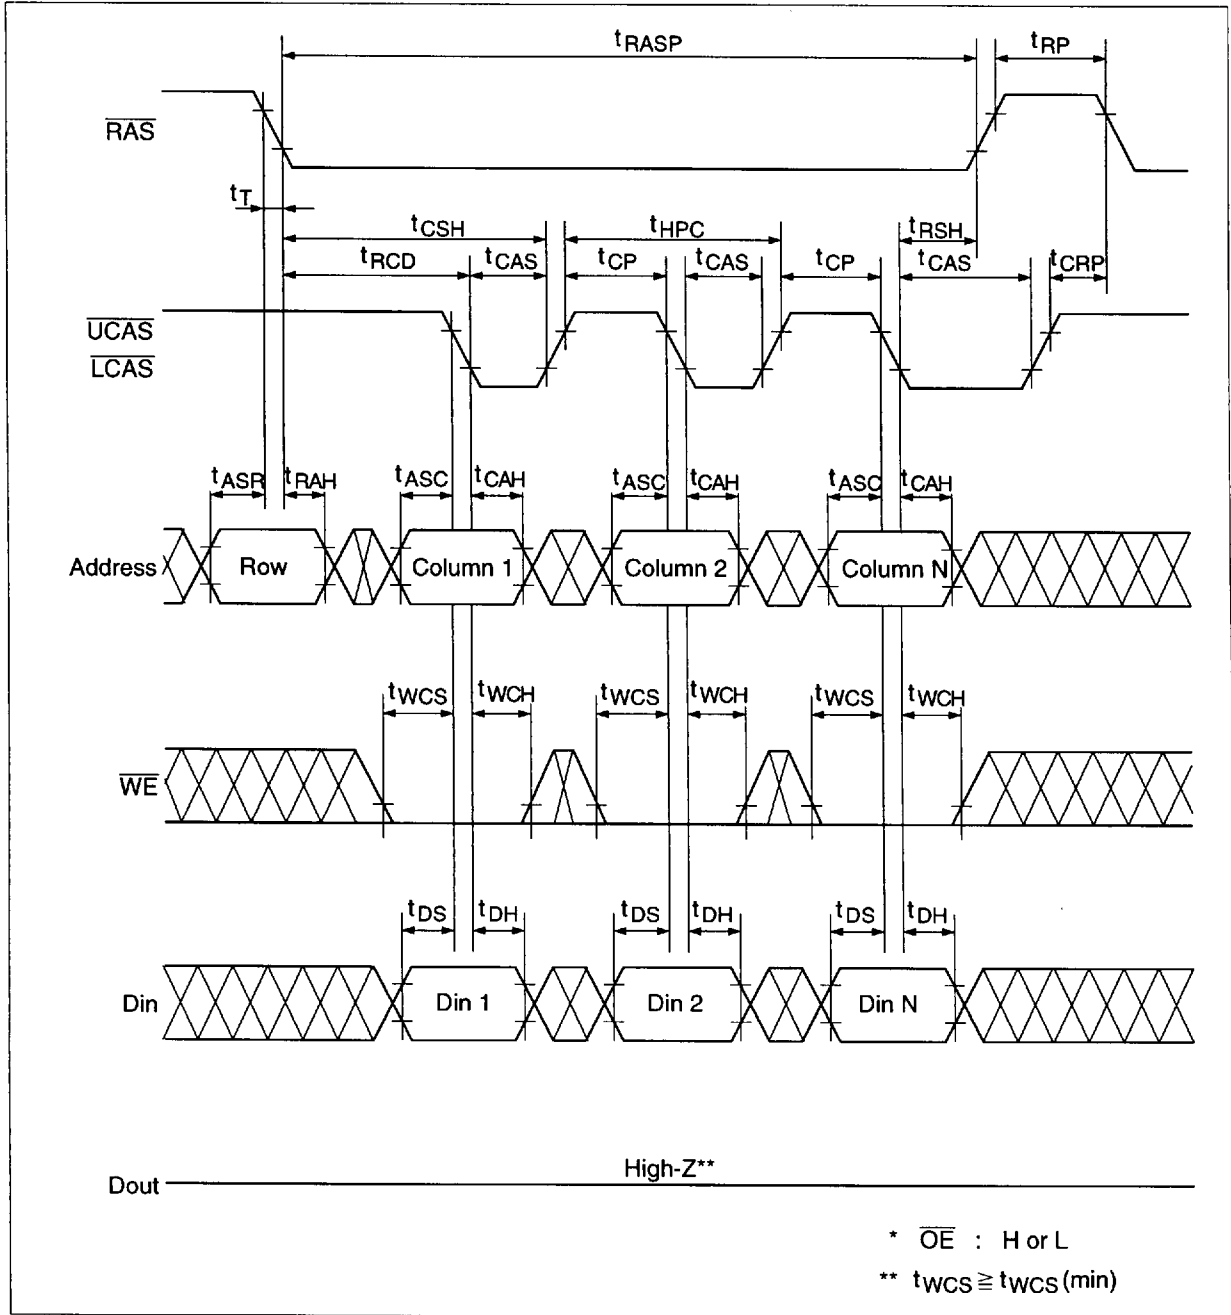 tRASP tRP
RAS
tT
tCSH tHPC tRSH
tRCD tCAS tCP tCAS tCP tCAS tCRP
UCAS
LCAS
tASR tRAH tASC tCAH tASC tCAH tASC tCAH
Address Row Column 1 Column 2 Column N
tWCS tWCH tWCS tWCH tWCS tWCH
WE
tDS tDH tDS tDH tDS tDH
Din Din 1 Din 2 Din N
High-Z**
Dout
* OE : H or L
** tWCS ≧ tWCS(min)